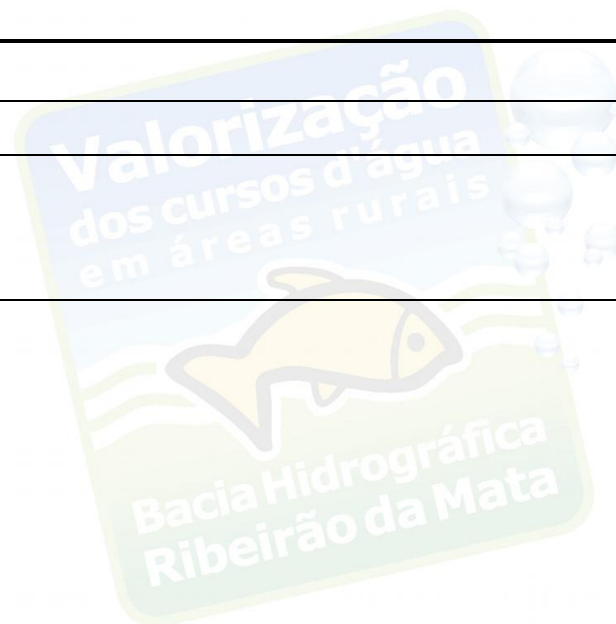 Valorização
dos cursos d'água
em áreas rurais
Bacia Hidrográfica
Ribeirão da Mata